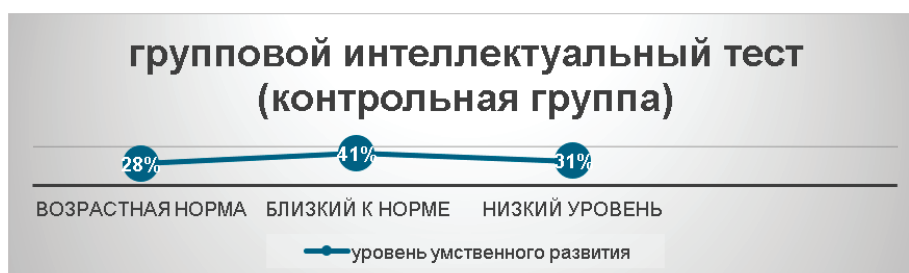 групповой интеллектуальный тест
(контрольная группа)
28%
41%
31%
ВОЗРАСТНАЯ НОРМА БЛИЗКИЙ К НОРМЕ НИЗКИЙ УРОВЕНЬ
уровень умственного развития